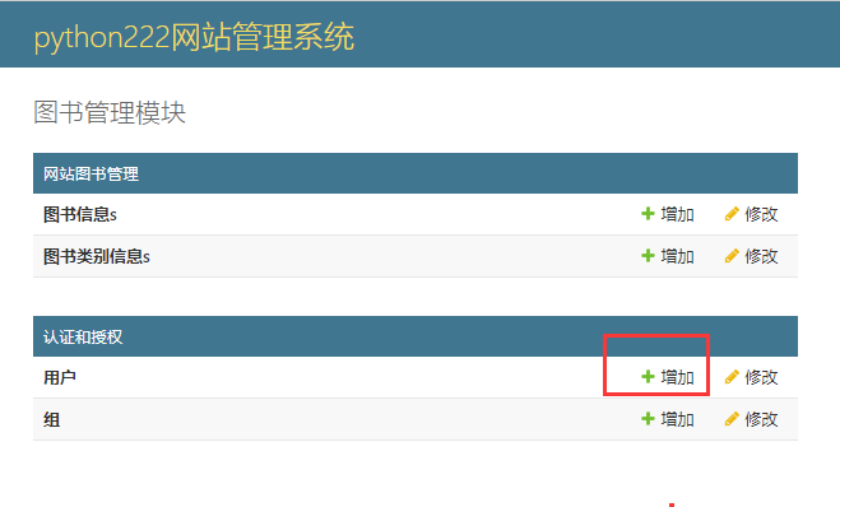 python222网站管理系统
图书管理模块
网站图书管理
图书信息s 增加 修改
图书类别信息s 增加 修改
认证和授权
用户 增加 修改
组 增加 修改